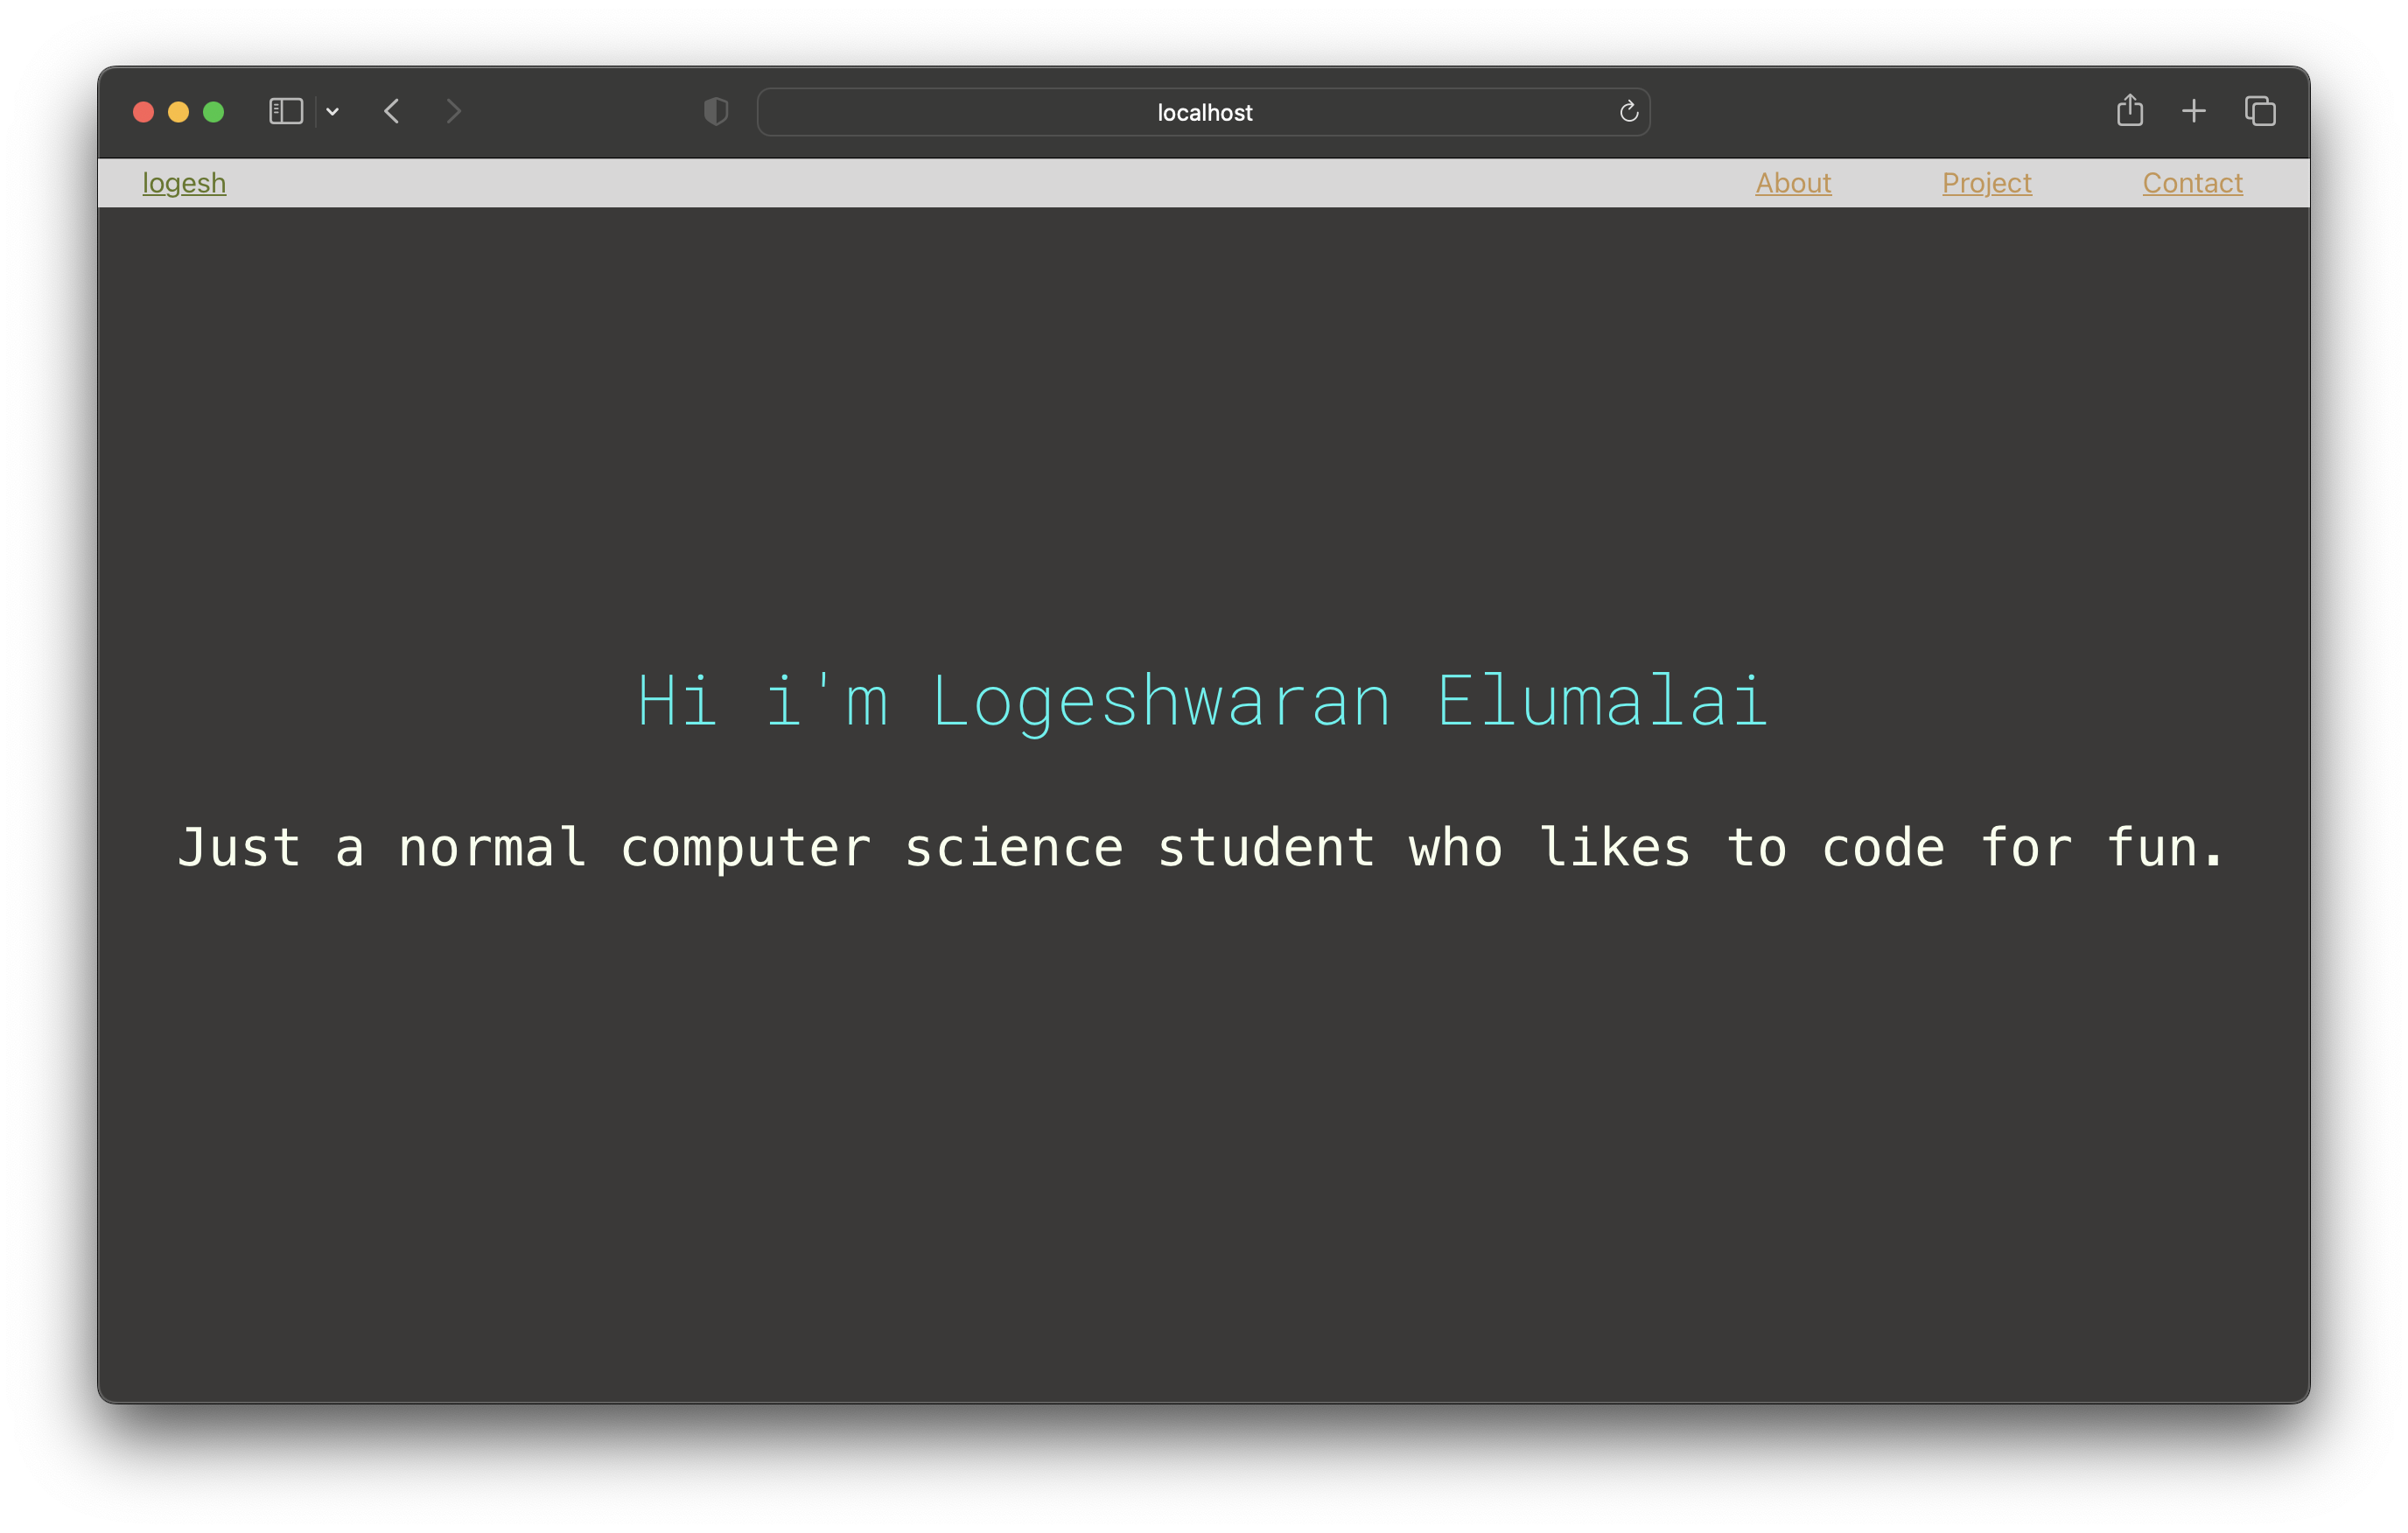 localhost
logesh About Project Contact
Hi i'm Logeshwaran Elumalai
Just a normal computer science student who likes to code for fun.